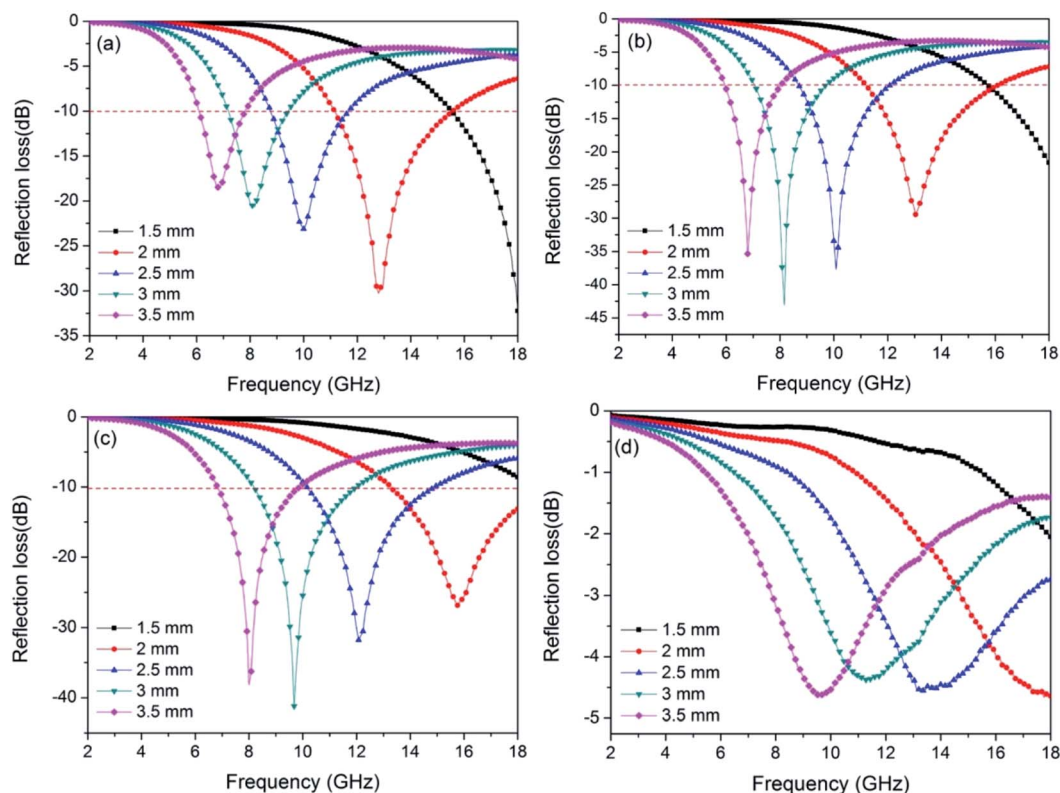 (a)
Reflection loss(dB)
0
-5
-10
-15
-20
-25
-30
-35
1.5 mm
2 mm
2.5 mm
3 mm
3.5 mm
2 4 6 8 10 12 14 16 18
Frequency (GHz)
(b)
Reflection loss(dB)
0
-5
-10
-15
-20
-25
-30
-35
-40
-45
1.5 mm
2 mm
2.5 mm
3 mm
3.5 mm
2 4 6 8 10 12 14 16 18
Frequency (GHz)
(c)
Reflection loss(dB)
0
-10
-20
-30
-40
1.5 mm
2 mm
2.5 mm
3 mm
3.5 mm
2 4 6 8 10 12 14 16 18
Frequency (GHz)
(d)
Reflection loss(dB)
0
-1
-2
-3
-4
-5
1.5 mm
2 mm
2.5 mm
3 mm
3.5 mm
2 4 6 8 10 12 14 16 18
Frequency (GHz)